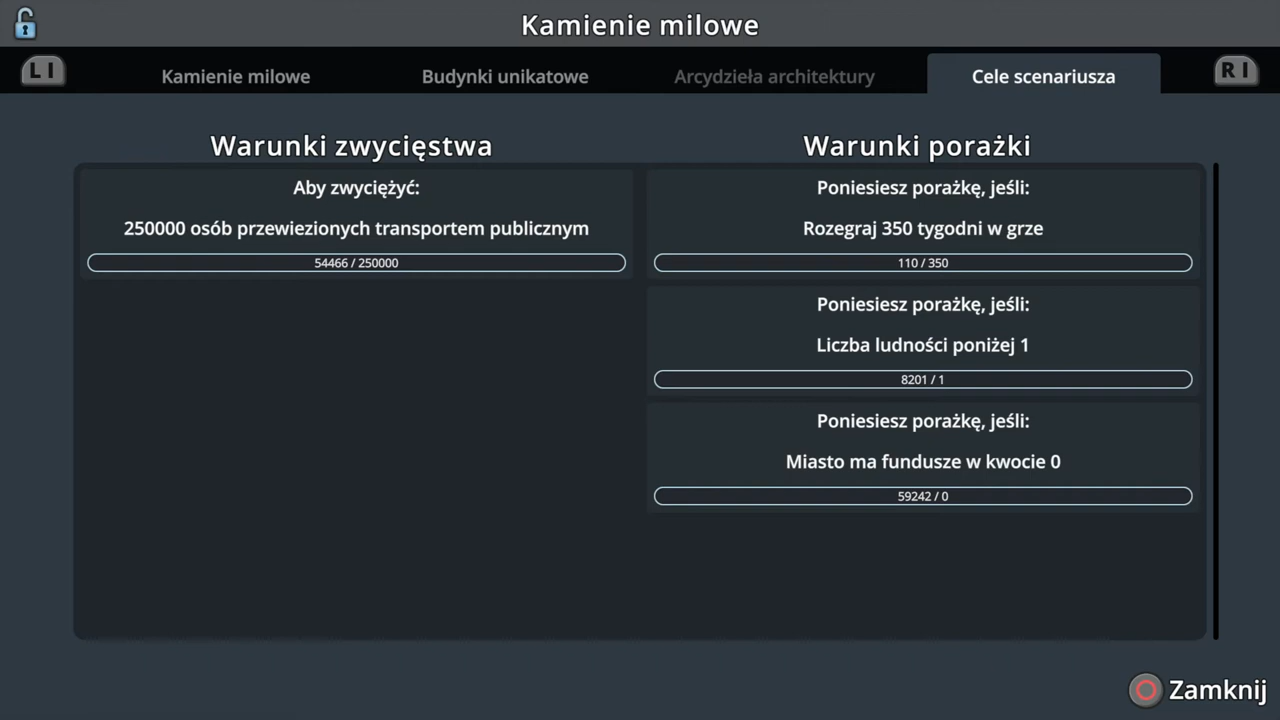 Kamienie milowe
L1
Kamienie milowe
Budynki unikatowe
Arcydzieła architektury
Cele scenariusza
R1
Warunki zwycięstwa
Aby zwyciężyć:
250000 osób przewiezionych transportem publicznym
54466 / 250000
Warunki porażki
Poniesiesz porażkę, jeśli:
Rozegraj 350 tygodni w grze
110 / 350
Poniesiesz porażkę, jeśli:
Liczba ludności poniżej 1
8201 / 1
Poniesiesz porażkę, jeśli:
Miasto ma fundusze w kwocie 0
59242 / 0
Zamknij